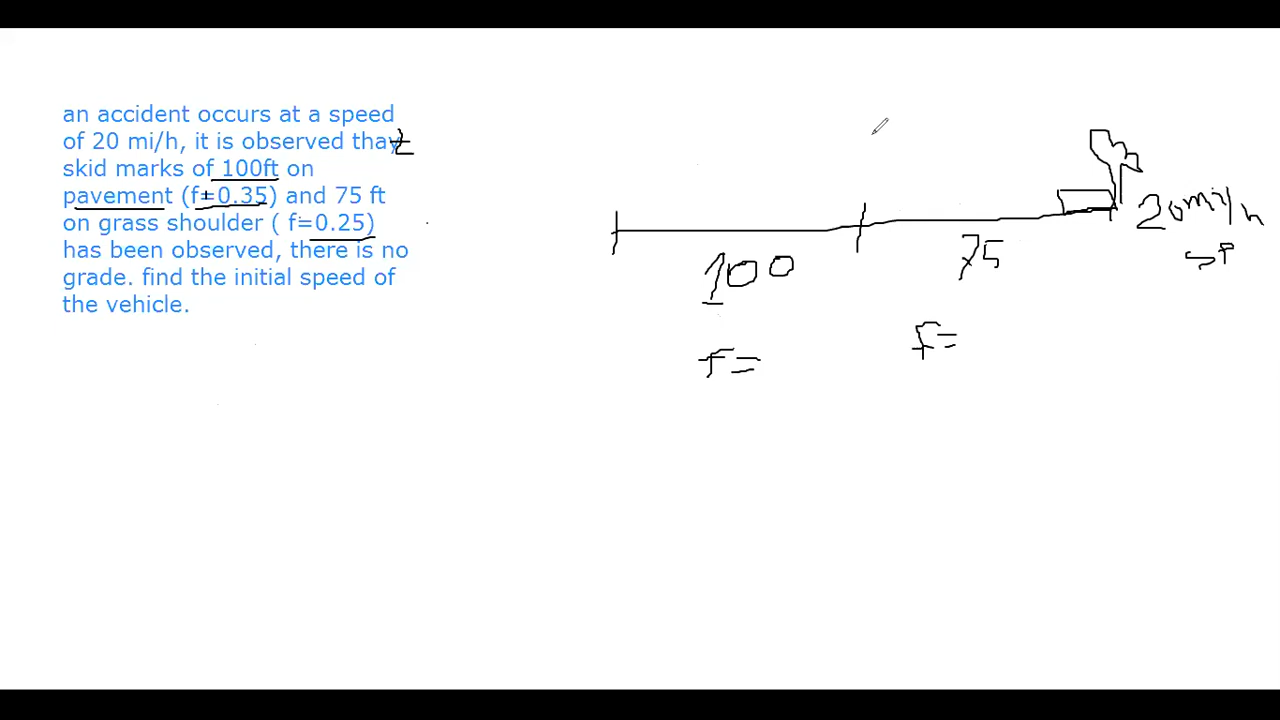 an accident occurs at a speed
of 20 mi/h, it is observed thayt
skid marks of 100ft on
pavement (f=0.35) and 75 ft
on grass shoulder ( f=0.25)
has been observed, there is no
grade. find the initial speed of
the vehicle.
20mi/h
100
75
f=
f=